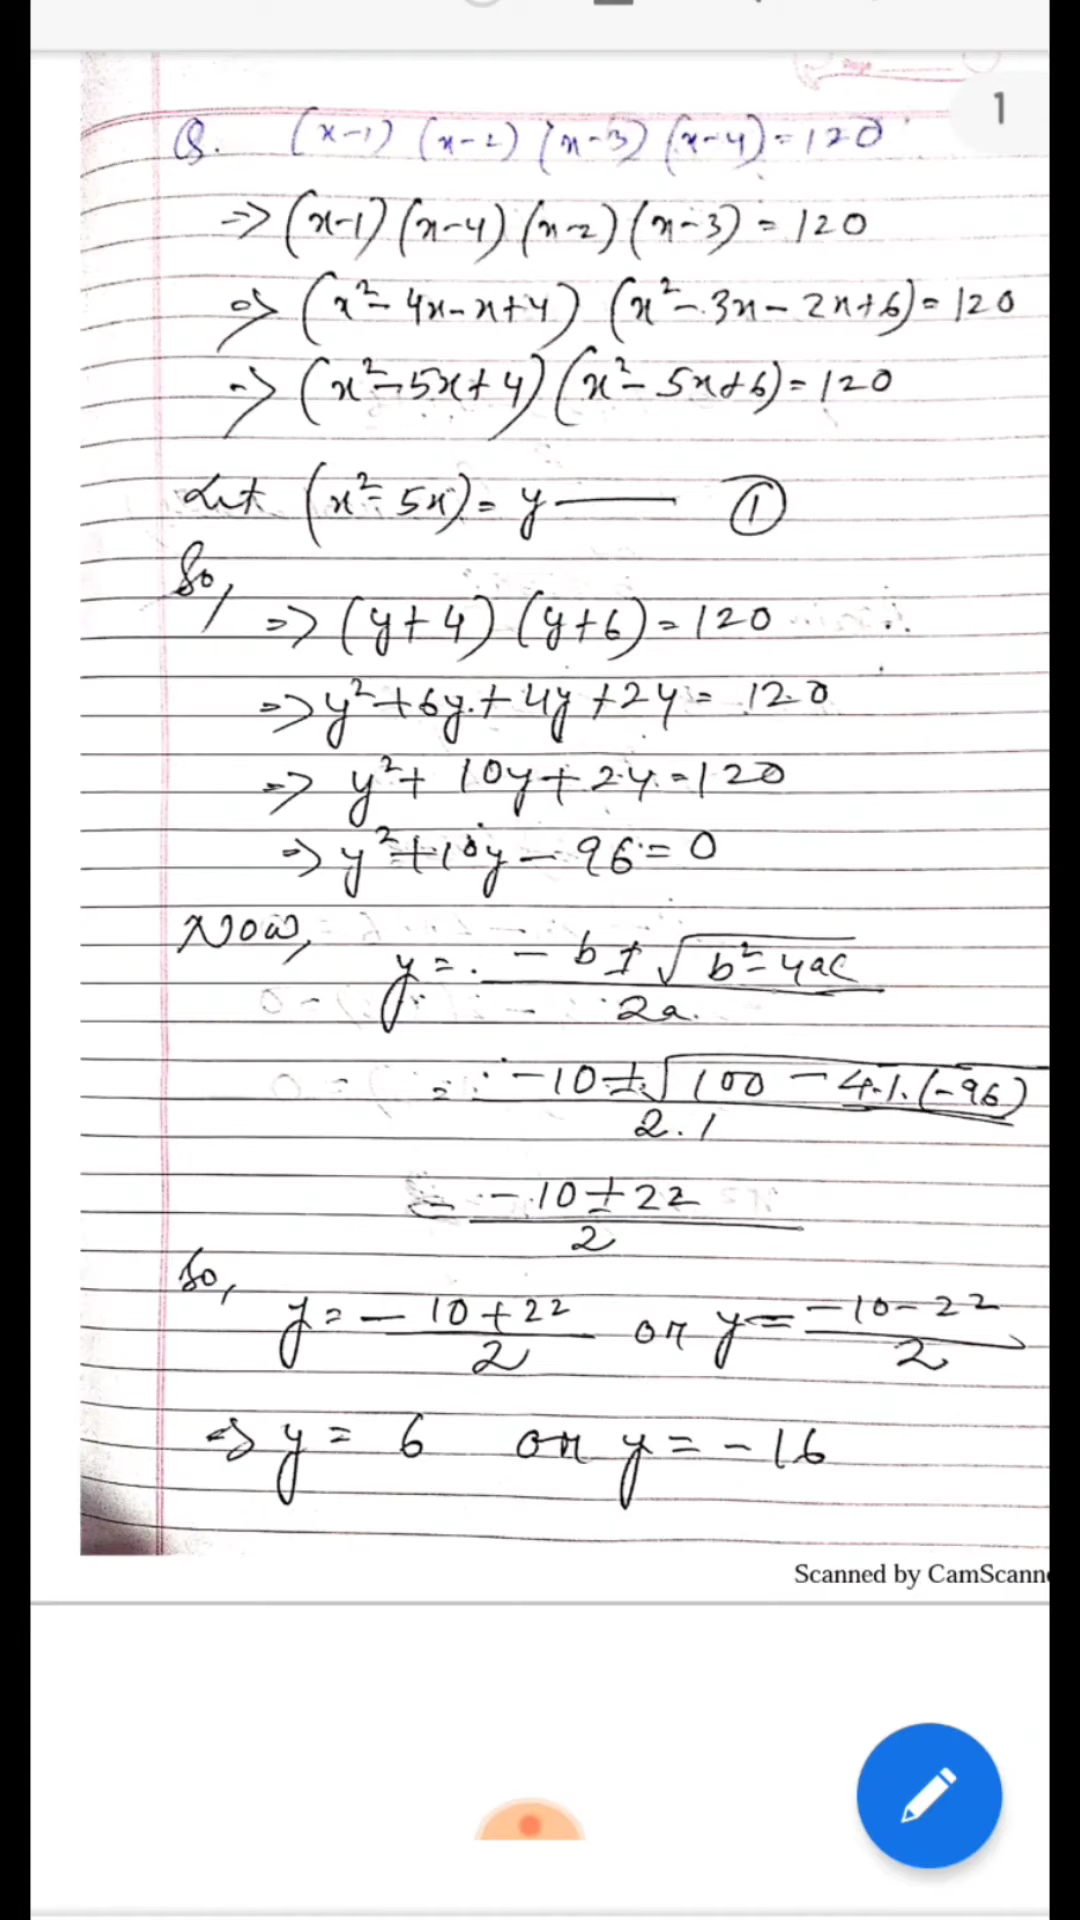 1
Q. (x-1) (x-2) (x-3) (x-4) = 120
=> (x-1) (x-4) (x-2) (x-3) = 120
=> (x² - 4x - x + 4) (x² - 3x - 2x + 6) = 120
=> (x² - 5x + 4) (x² - 5x + 6) = 120
Let (x² - 5x) = y —— ①
So,
=> (y + 4) (y + 6) = 120
=> y² + 6y + 4y + 24 = 120
=> y² + 10y + 24 = 120
=> y² + 10y - 96 = 0
Now,
y = (-b ± √(b² - 4ac)) / 2a
= (-10 ± √(100 - 4.1.(-96))) / 2.1
= (-10 ± 22) / 2
So,
y = (-10 + 22) / 2 or y = (-10 - 22) / 2
=> y = 6 or y = -16
Scanned by CamScann